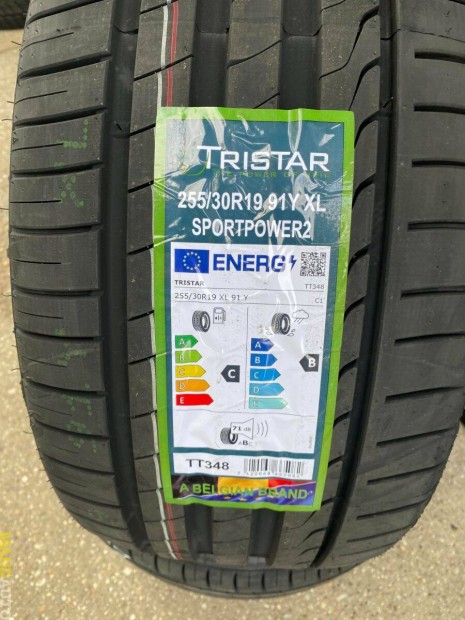 TRISTAR
255/30R19 91Y XL
SPORTPOWER2
ENERG
TRISTAR TT348
255/30R19 XL 91 Y C1
A A
B B
C C
D D
E E
C B
71 dB
TT348
A BELGIAN BRAND